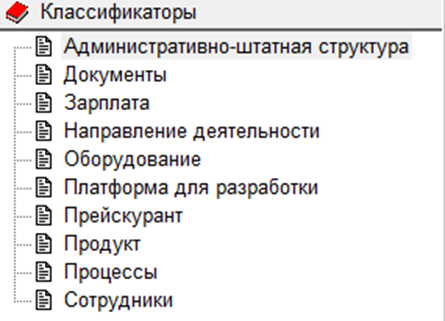 Классификаторы
Административно-штатная структура
Документы
Зарплата
Направление деятельности
Оборудование
Платформа для разработки
Прейскурант
Продукт
Процессы
Сотрудники